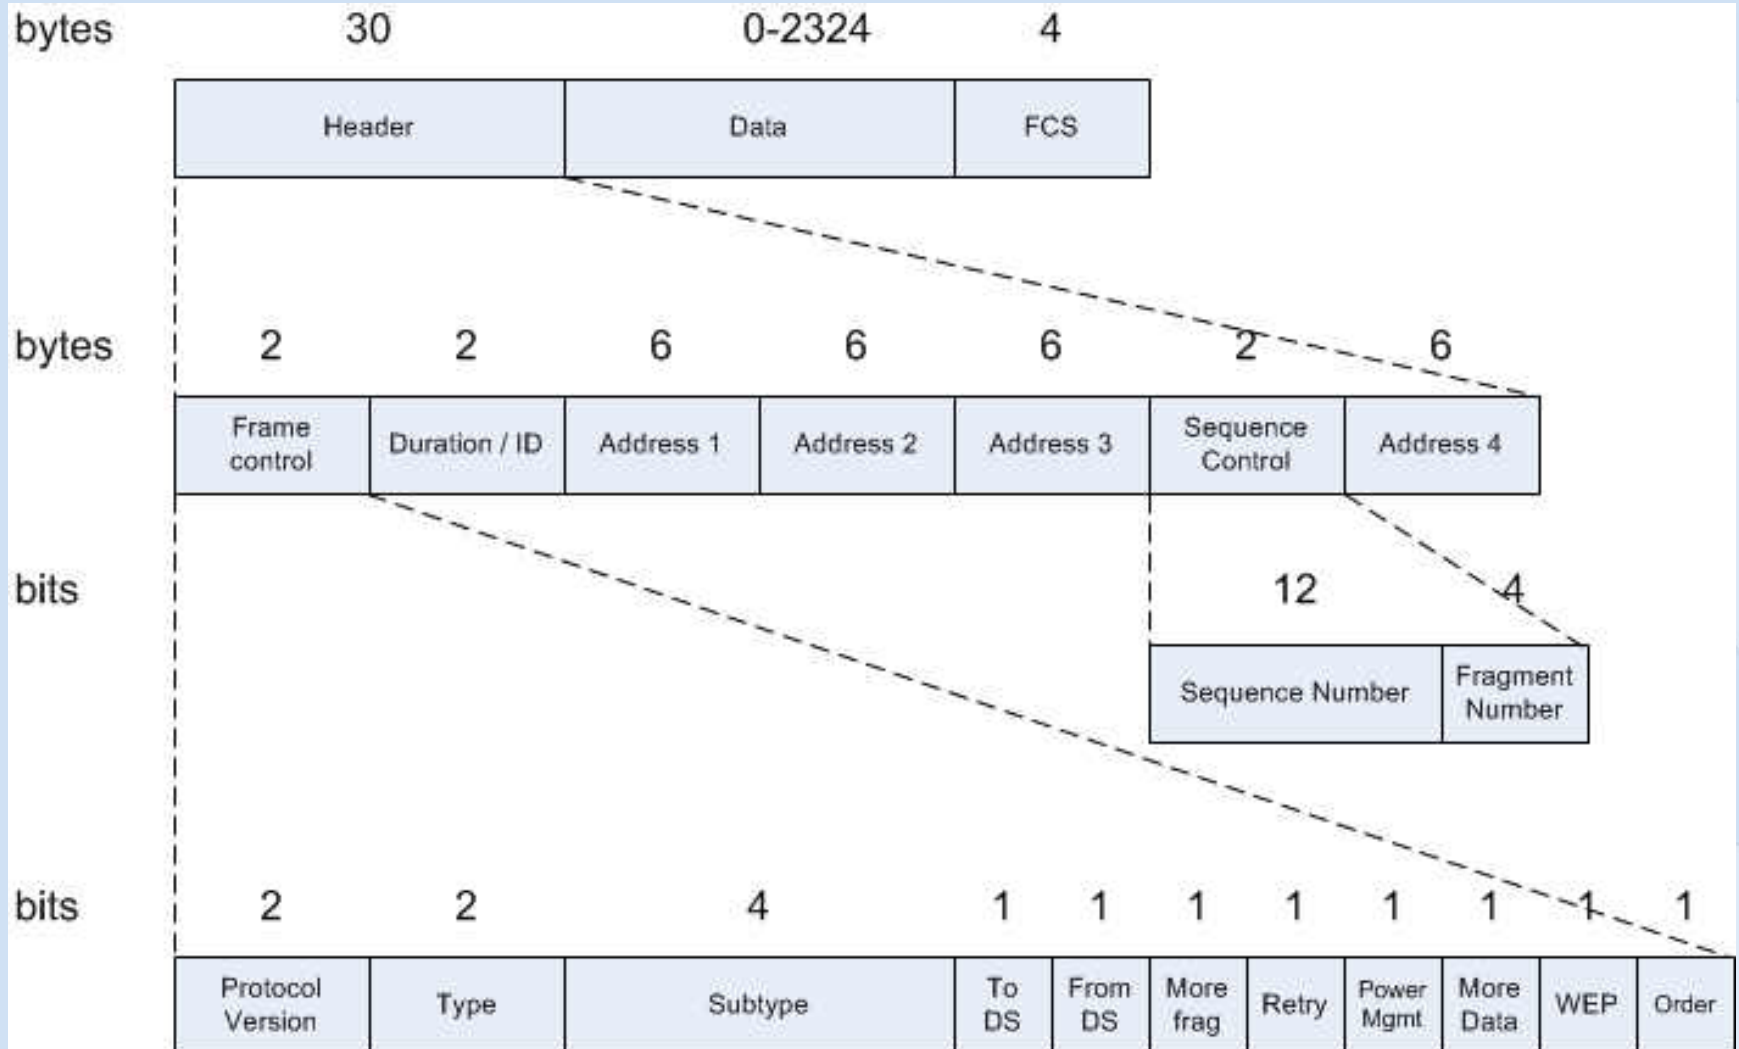 bytes 30 0-2324 4
Header Data FCS
bytes 2 2 6 6 6 2 6
Frame control Duration / ID Address 1 Address 2 Address 3 Sequence Control Address 4
bits 12 4
Sequence Number Fragment Number
bits 2 2 4 1 1 1 1 1 1 1 1
Protocol Version Type Subtype To DS From DS More frag Retry Power Mgmt More Data WEP Order